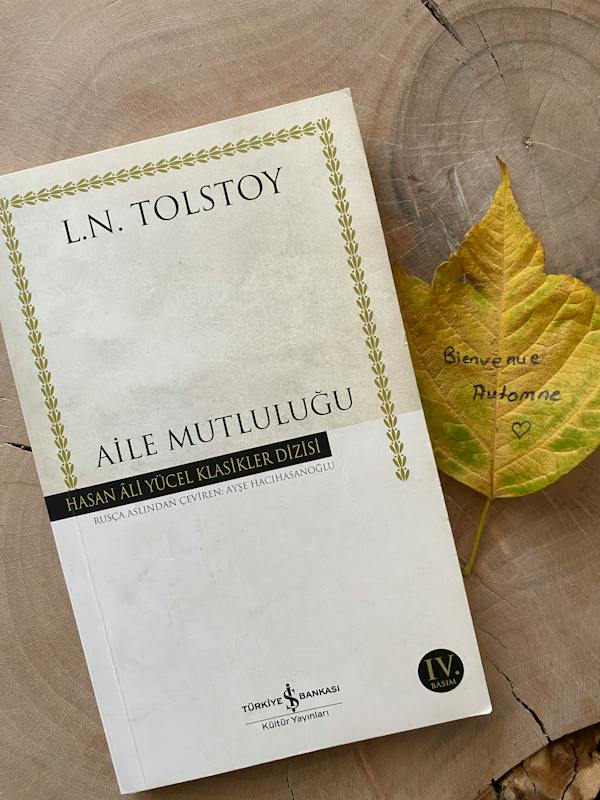 L.N. TOLSTOY
AİLE MUTLULUĞU
HASAN ÂLİ YÜCEL KLASİKLER DİZİSİ
RUSÇA ASLINDAN ÇEVİREN: AYŞE HACIHASANOĞLU
IV.
BASIM
TÜRKİYE İŞ BANKASI
Kültür Yayınları
Bienvenue
Automne
♡